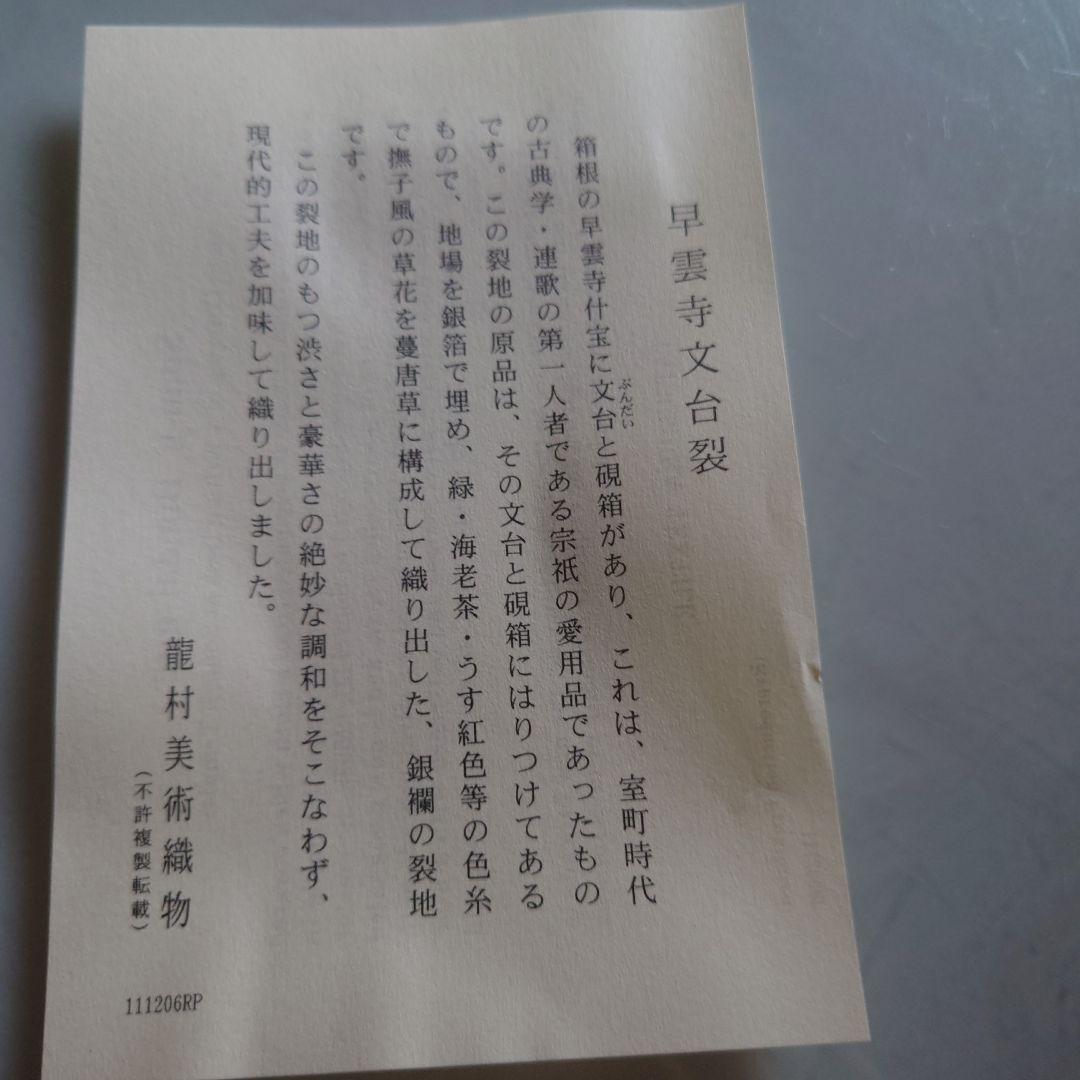 早雲寺文台裂
箱根の早雲寺什宝に文台と硯箱があり、これは、室町時代
ぶんだい
の古典学・連歌の第一人者である宗祇の愛用品であったもの
です。この裂地の原品は、その文台と硯箱にはりつけてある
もので、地場を銀箔で埋め、緑・海老茶・うす紅色等の色糸
で撫子風の草花を蔓唐草に構成して織り出した、銀襴の裂地
です。
この裂地のもつ渋さと豪華さの絶妙な調和をそこなわず、
現代的工夫を加味して織り出しました。
龍村美術織物
(不許複製転載)
111206RP